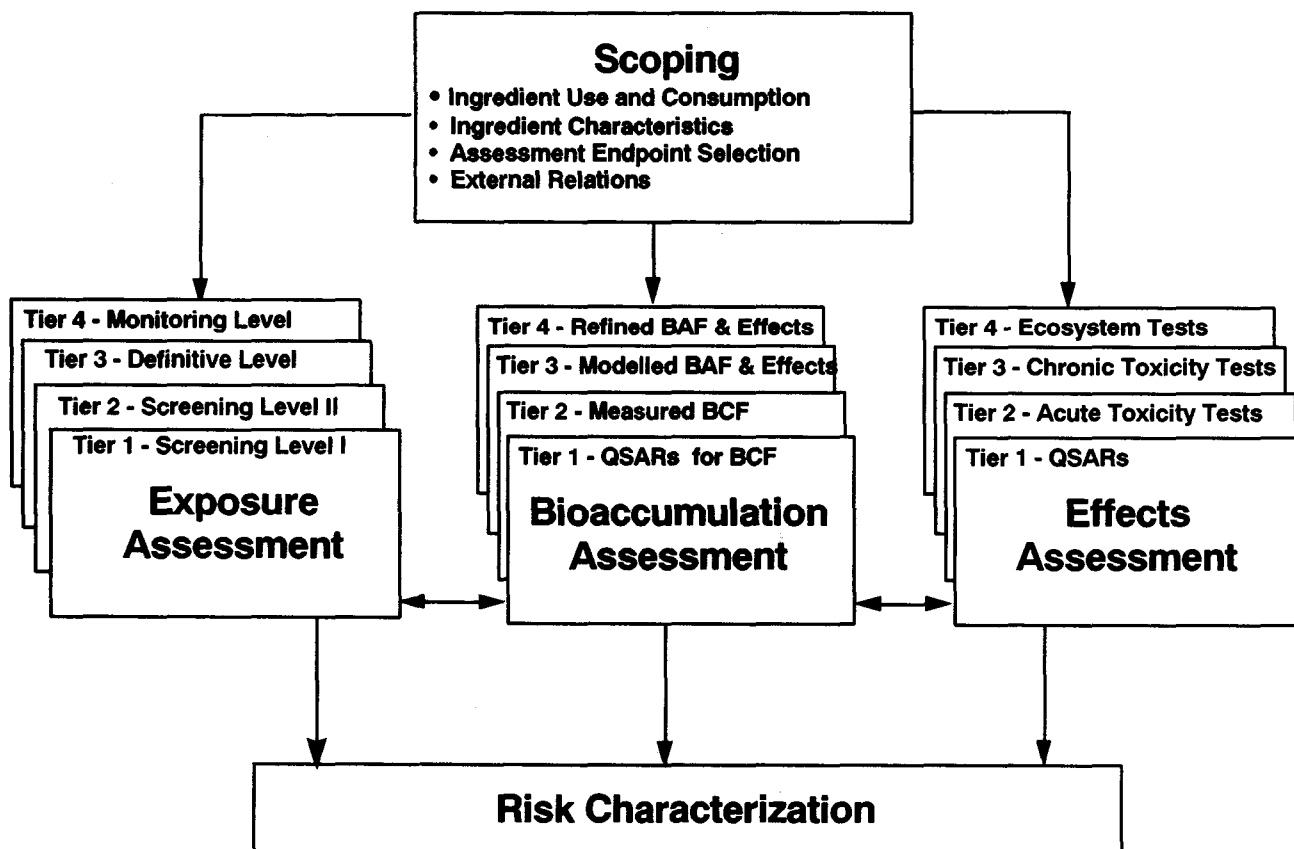 Scoping
• Ingredient Use and Consumption
• Ingredient Characteristics
• Assessment Endpoint Selection
• External Relations
Tier 4 - Monitoring Level
Tier 3 - Definitive Level
Tier 2 - Screening Level II
Tier 1 - Screening Level I
Exposure
Assessment
Tier 4 - Refined BAF & Effects
Tier 3 - Modelled BAF & Effects
Tier 2 - Measured BCF
Tier 1 - QSARs for BCF
Bioaccumulation
Assessment
Tier 4 - Ecosystem Tests
Tier 3 - Chronic Toxicity Tests
Tier 2 - Acute Toxicity Tests
Tier 1 - QSARs
Effects
Assessment
Risk Characterization